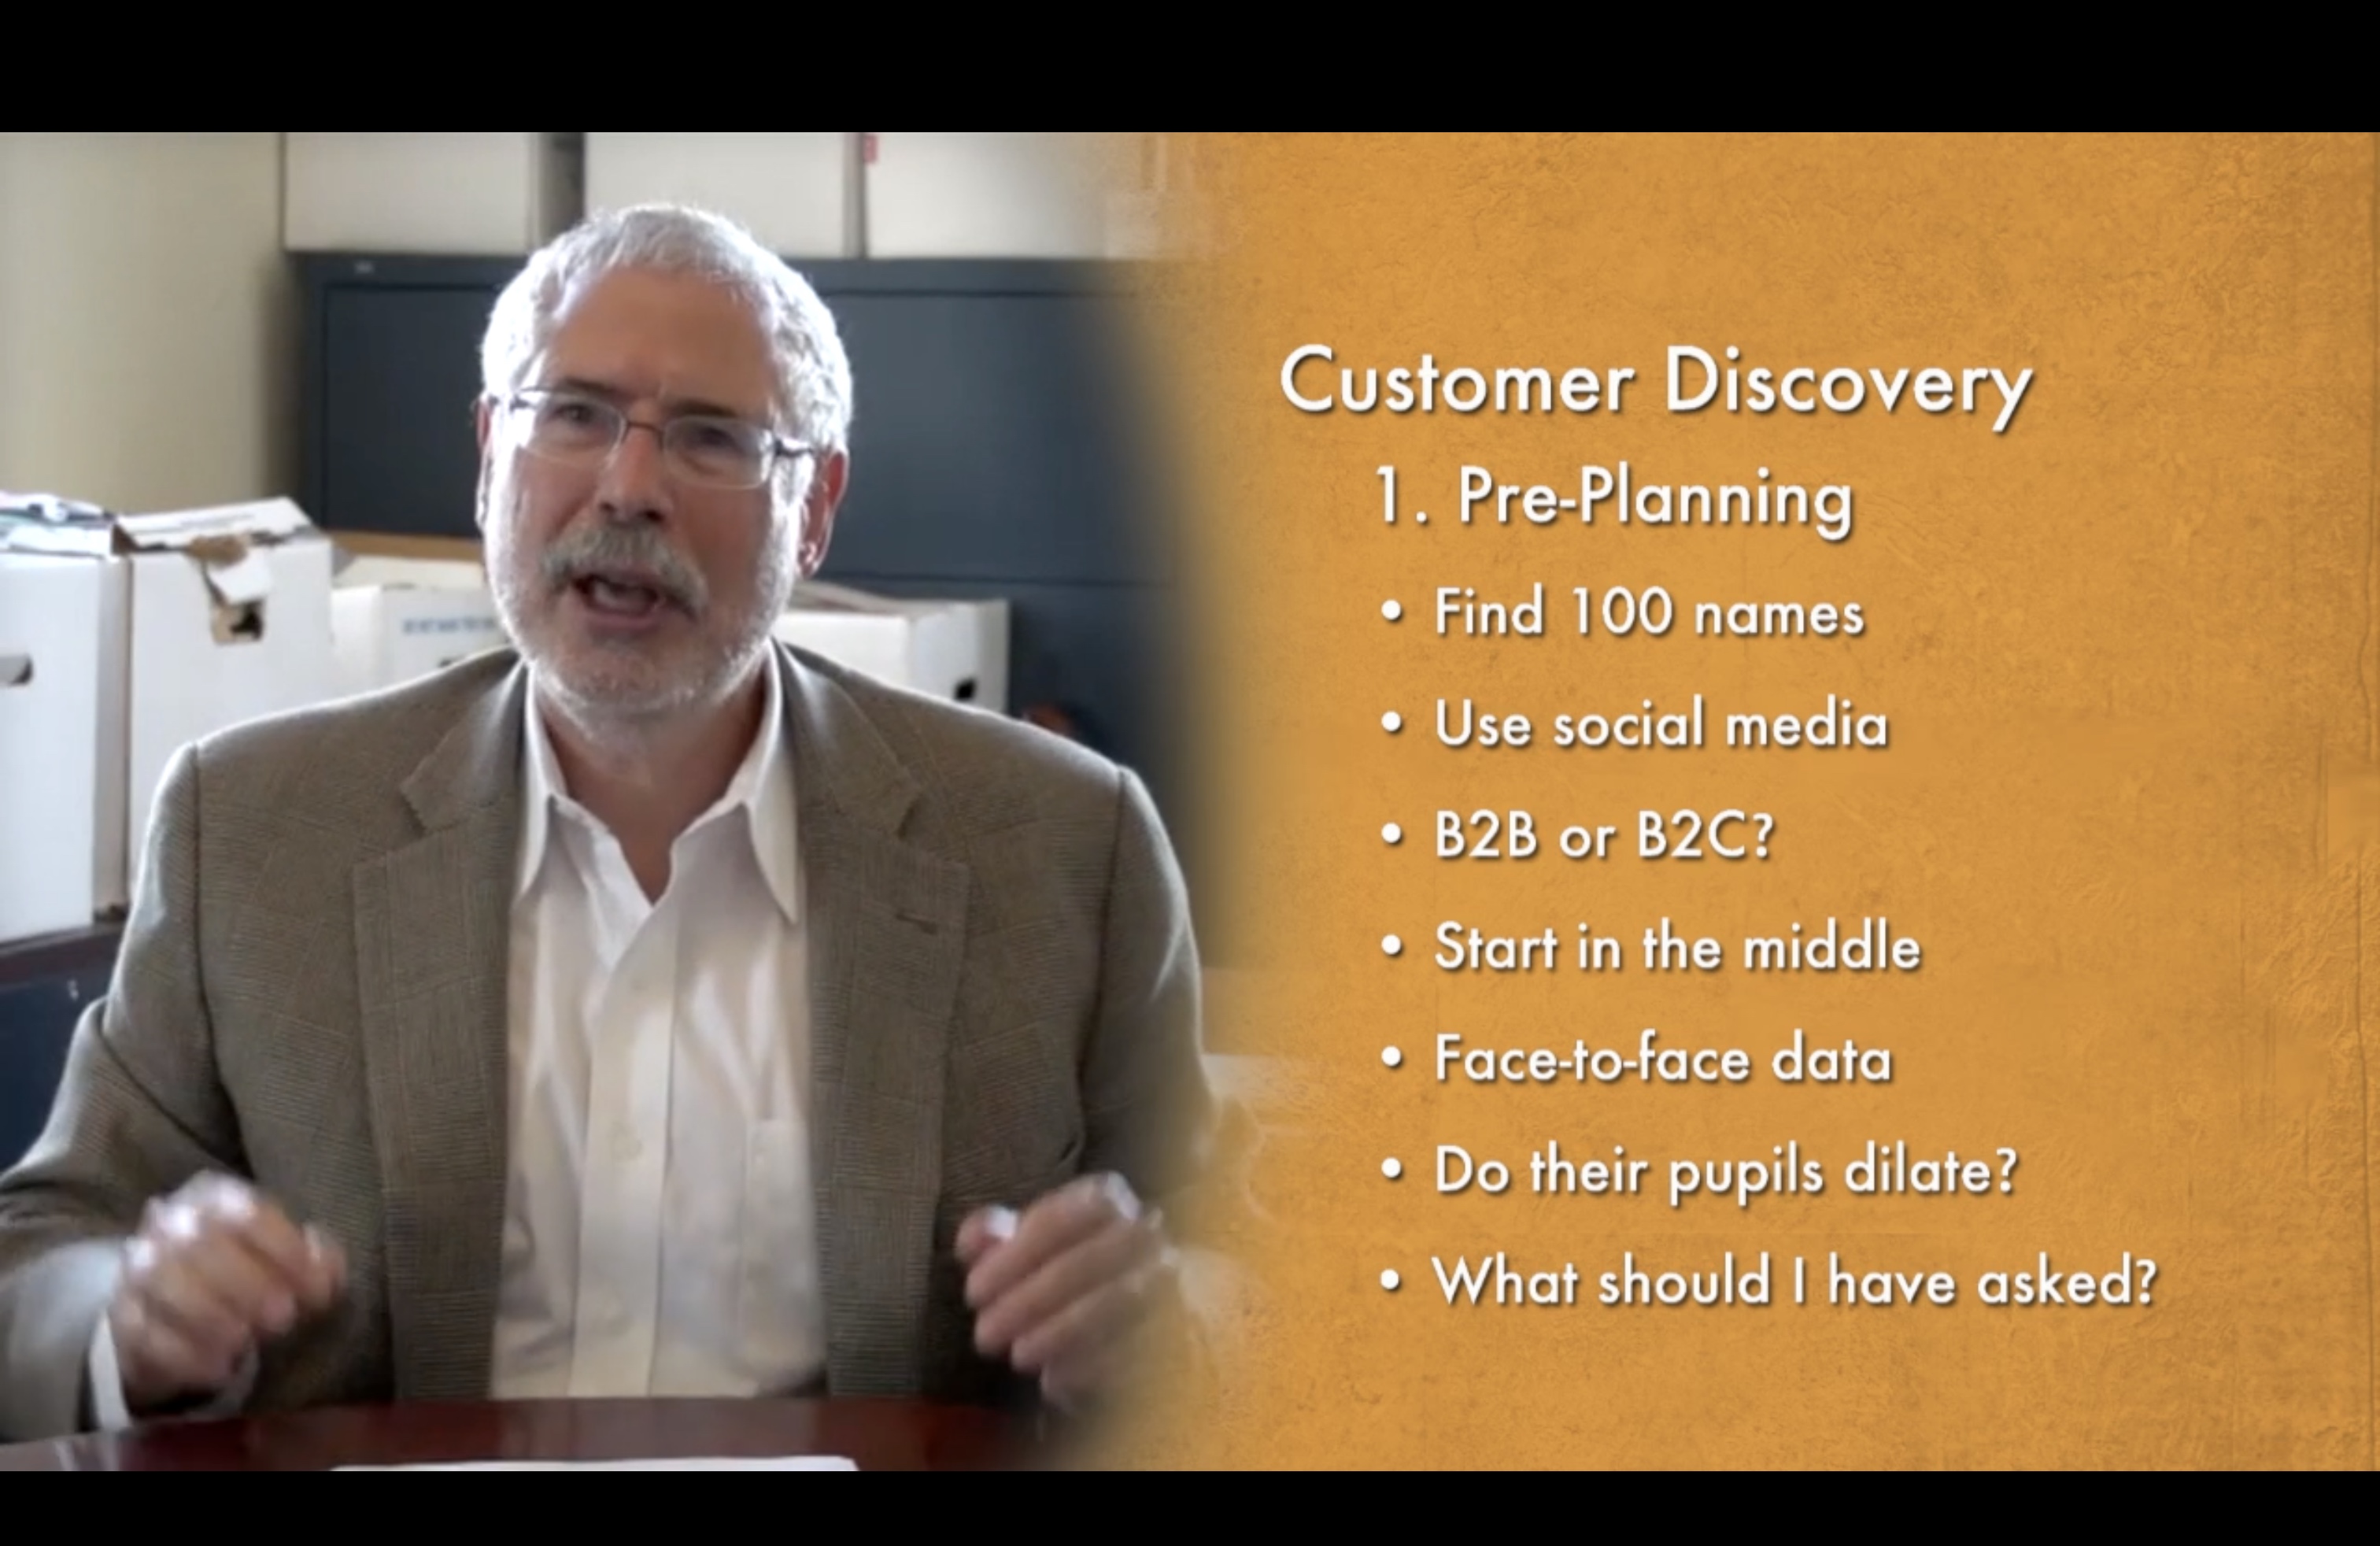 Customer Discovery
1. Pre-Planning
• Find 100 names
• Use social media
• B2B or B2C?
• Start in the middle
• Face-to-face data
• Do their pupils dilate?
• What should I have asked?